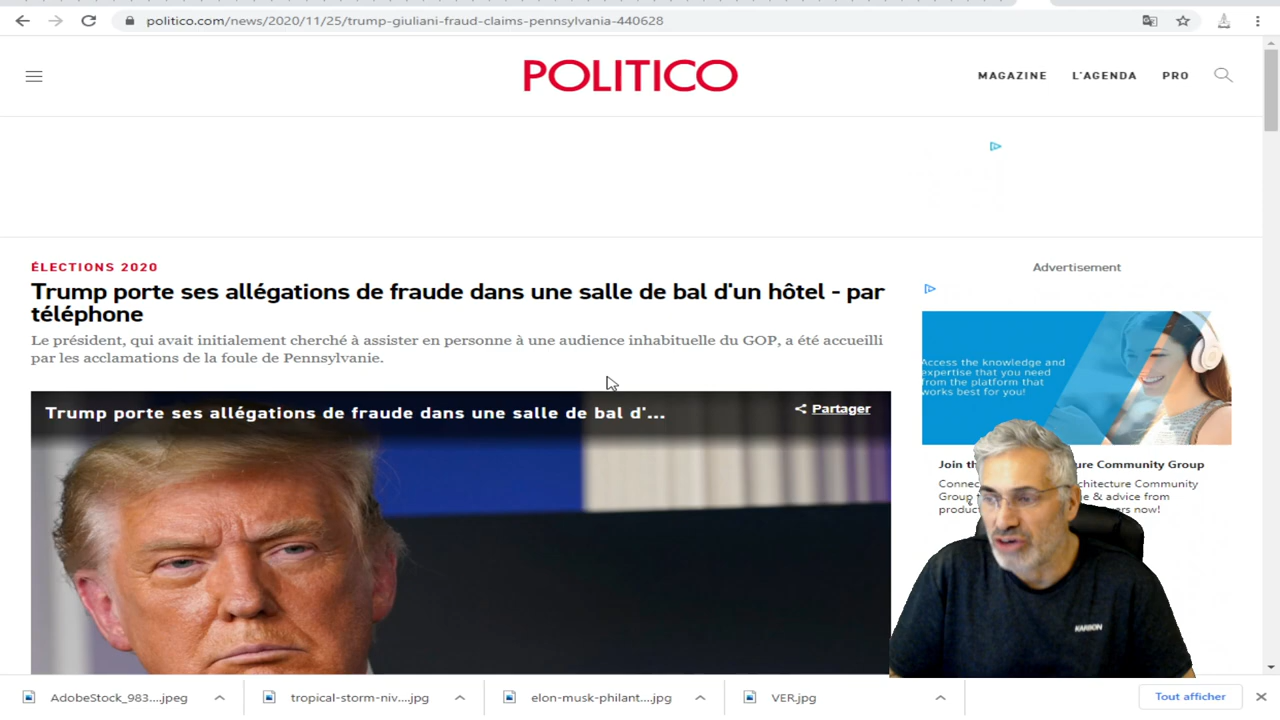 politico.com/news/2020/11/25/trump-giuliani-fraud-claims-pennsylvania-440628
POLITICO
MAGAZINE L'AGENDA PRO
ÉLECTIONS 2020
Trump porte ses allégations de fraude dans une salle de bal d'un hôtel - par
téléphone
Le président, qui avait initialement cherché à assister en personne à une audience inhabituelle du GOP, a été accueilli
par les acclamations de la foule de Pennsylvanie.
Trump porte ses allégations de fraude dans une salle de bal d'...
Partager
Advertisement
Access the knowledge and
expertise that you need
from the platform that
works best for you!
Join ure Community Group
chitecture Community
Group e & advice from
now!
KARBON
AdobeStock_983....jpeg
tropical-storm-niv....jpg
elon-musk-philant....jpg
VER.jpg
Tout afficher